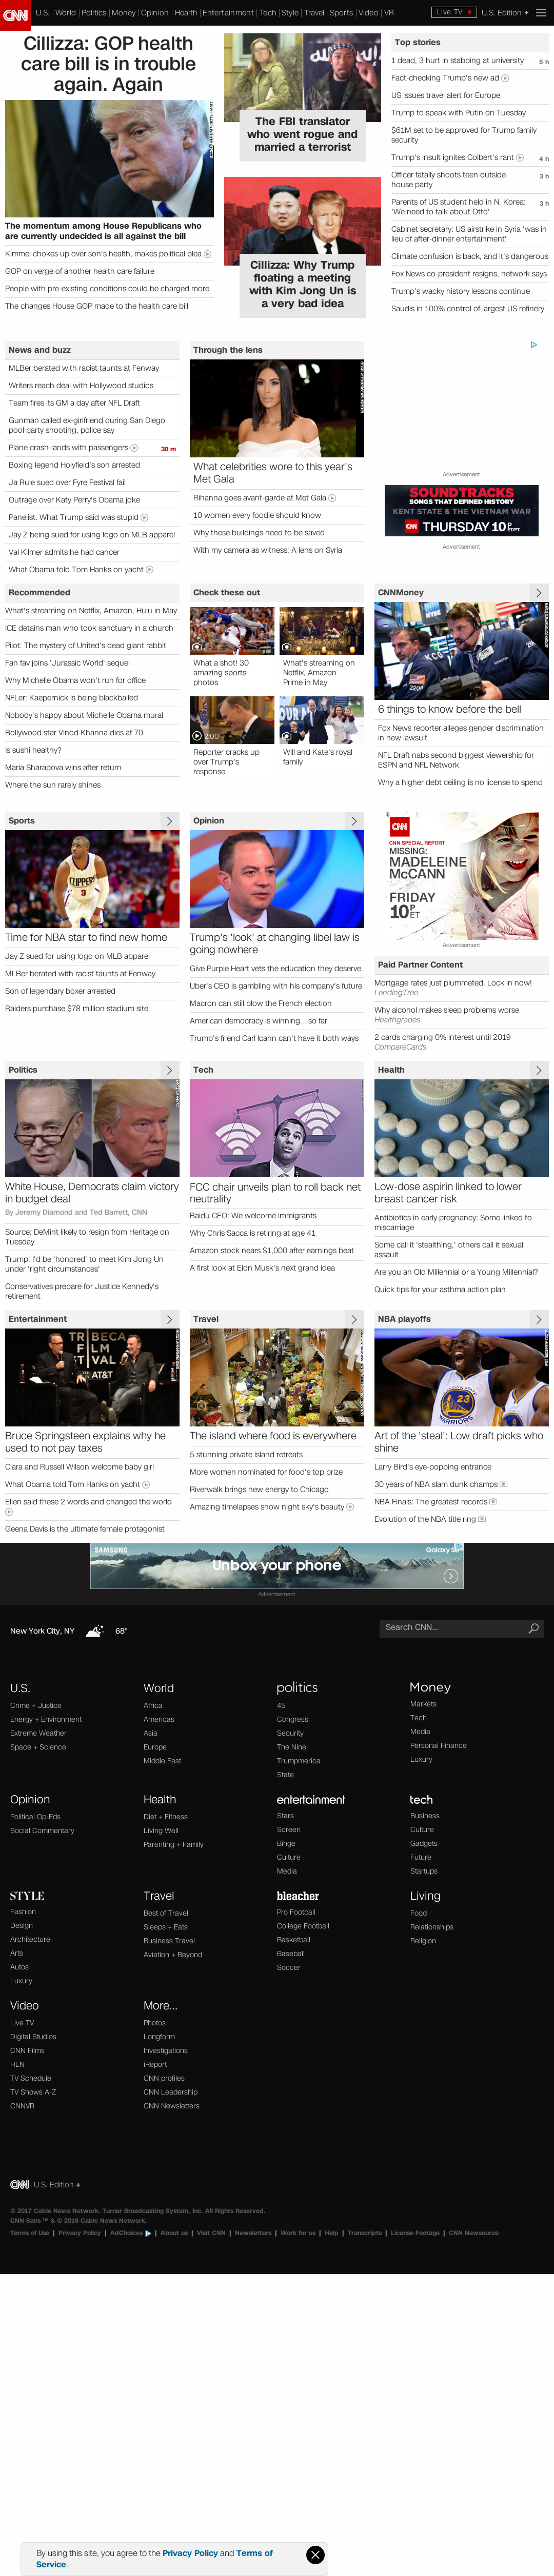 CNN
U.S. | World | Politics | Money | Opinion | Health | Entertainment | Tech | Style | Travel | Sports | Video | VR
Live TV
U.S. Edition +
Cillizza: GOP health
care bill is in trouble
again. Again
The momentum among House Republicans who
are currently undecided is all against the bill
Kimmel chokes up over son's health, makes political plea
GOP on verge of another health care failure
People with pre-existing conditions could be charged more
The changes House GOP made to the health care bill
The FBI translator
who went rogue and
married a terrorist
Cillizza: Why Trump
floating a meeting
with Kim Jong Un is
a very bad idea
Top stories
1 dead, 3 hurt in stabbing at university
5 h
Fact-checking Trump's new ad
US issues travel alert for Europe
Trump to speak with Putin on Tuesday
$61M set to be approved for Trump family
security
Trump's insult ignites Colbert's rant
4 h
Officer fatally shoots teen outside
house party
3 h
Parents of US student held in N. Korea:
'We need to talk about Otto'
3 h
Cabinet secretary: US airstrike in Syria 'was in
lieu of after-dinner entertainment'
Climate confusion is back, and it's dangerous
Fox News co-president resigns, network says
Trump's wacky history lessons continue
Saudis in 100% control of largest US refinery
News and buzz
MLBer berated with racist taunts at Fenway
Writers reach deal with Hollywood studios
Team fires its GM a day after NFL Draft
Gunman called ex-girlfriend during San Diego
pool party shooting, police say
Plane crash-lands with passengers
30 m
Boxing legend Holyfield's son arrested
Ja Rule sued over Fyre Festival fail
Outrage over Katy Perry's Obama joke
Panelist: What Trump said was stupid
Jay Z being sued for using logo on MLB apparel
Val Kilmer admits he had cancer
What Obama told Tom Hanks on yacht
Through the lens
What celebrities wore to this year's
Met Gala
Rihanna goes avant-garde at Met Gala
10 women every foodie should know
Why these buildings need to be saved
With my camera as witness: A lens on Syria
Advertisement
SOUNDTRACKS
SONGS THAT DEFINED HISTORY
KENT STATE & THE VIETNAM WAR
CNN THURSDAY 10P ET/PT
Advertisement
Recommended
What's streaming on Netflix, Amazon, Hulu in May
ICE detains man who took sanctuary in a church
Pilot: The mystery of United's dead giant rabbit
Fan fav joins 'Jurassic World' sequel
Why Michelle Obama won't run for office
NFLer: Kaepernick is being blackballed
Nobody's happy about Michelle Obama mural
Bollywood star Vinod Khanna dies at 70
Is sushi healthy?
Maria Sharapova wins after return
Where the sun rarely shines
Check these out
What a shot! 30
amazing sports
photos
What's streaming on
Netflix, Amazon
Prime in May
2:00
Reporter cracks up
over Trump's
response
Will and Kate's royal
family
CNNMoney
6 things to know before the bell
Fox News reporter alleges gender discrimination
in new lawsuit
NFL Draft nabs second biggest viewership for
ESPN and NFL Network
Why a higher debt ceiling is no license to spend
Sports
CLIPPERS
3
Time for NBA star to find new home
Jay Z sued for using logo on MLB apparel
MLBer berated with racist taunts at Fenway
Son of legendary boxer arrested
Raiders purchase $78 million stadium site
Opinion
Trump's 'look' at changing libel law is
going nowhere
Give Purple Heart vets the education they deserve
Uber's CEO is gambling with his company's future
Macron can still blow the French election
American democracy is winning... so far
Trump's friend Carl Icahn can't have it both ways
CNN
CNN SPECIAL REPORT
MISSING:
MADELEINE
McCANN
FRIDAY
10P ET
Advertisement
Paid Partner Content
Mortgage rates just plummeted. Lock in now!
LendingTree
Why alcohol makes sleep problems worse
Healthgrades
2 cards charging 0% interest until 2019
CompareCards
Politics
White House, Democrats claim victory
in budget deal
By Jeremy Diamond and Ted Barrett, CNN
Source: DeMint likely to resign from Heritage on
Tuesday
Trump: I'd be 'honored' to meet Kim Jong Un
under 'right circumstances'
Conservatives prepare for Justice Kennedy's
retirement
Tech
FCC chair unveils plan to roll back net
neutrality
Baidu CEO: We welcome immigrants
Why Chris Sacca is retiring at age 41
Amazon stock nears $1,000 after earnings beat
A first look at Elon Musk's next grand idea
Health
Low-dose aspirin linked to lower
breast cancer risk
Antibiotics in early pregnancy: Some linked to
miscarriage
Some call it 'stealthing,' others call it sexual
assault
Are you an Old Millennial or a Young Millennial?
Quick tips for your asthma action plan
Entertainment
TRIBECA
FILM
FESTIVAL
AT&T
Bruce Springsteen explains why he
used to not pay taxes
Ciara and Russell Wilson welcome baby girl
What Obama told Tom Hanks on yacht
Ellen said these 2 words and changed the world
Geena Davis is the ultimate female protagonist
Travel
The island where food is everywhere
5 stunning private island retreats
More women nominated for food's top prize
Riverwalk brings new energy to Chicago
Amazing timelapses show night sky's beauty
NBA playoffs
WARRIORS
23
Art of the 'steal': Low draft picks who
shine
Larry Bird's eye-popping entrance
30 years of NBA slam dunk champs
NBA Finals: The greatest records
Evolution of the NBA title ring
SAMSUNG
Unbox your phone
Advertisement
New York City, NY
68°
Search CNN...
U.S.
Crime + Justice
Energy + Environment
Extreme Weather
Space + Science
World
Africa
Americas
Asia
Europe
Middle East
politics
45
Congress
Security
The Nine
Trumpmerica
State
Money
Markets
Tech
Media
Personal Finance
Luxury
Opinion
Political Op-Eds
Social Commentary
Health
Diet + Fitness
Living Well
Parenting + Family
entertainment
Stars
Screen
Binge
Culture
Media
tech
Business
Culture
Gadgets
Future
Startups
STYLE
Fashion
Design
Architecture
Arts
Autos
Luxury
Travel
Best of Travel
Sleeps + Eats
Business Travel
Aviation + Beyond
bleacher
Pro Football
College Football
Basketball
Baseball
Soccer
Living
Food
Relationships
Religion
Video
Live TV
Digital Studios
CNN Films
HLN
TV Schedule
TV Shows A-Z
CNNVR
More...
Photos
Longform
Investigations
iReport
CNN profiles
CNN Leadership
CNN Newsletters
CNN U.S. Edition +
© 2017 Cable News Network. Turner Broadcasting System, Inc. All Rights Reserved.
CNN Sans ™ & © 2016 Cable News Network.
Terms of Use | Privacy Policy | AdChoices | About us | Visit CNN | Newsletters | Work for us | Help | Transcripts | License Footage | CNN Newsource
By using this site, you agree to the Privacy Policy and Terms of
Service.